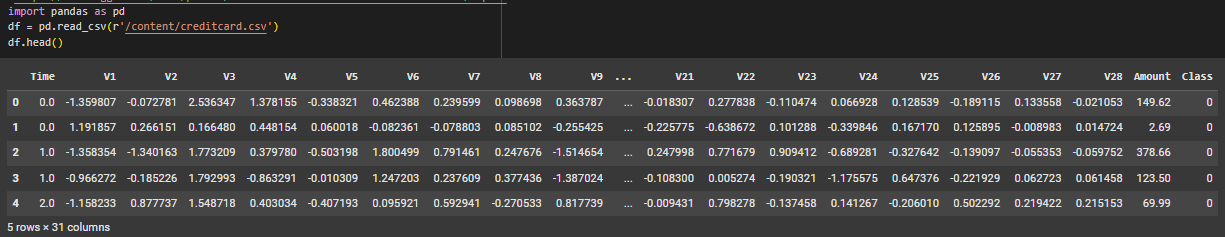 import pandas as pd
df = pd.read_csv(r'/content/creditcard.csv')
df.head()
Time V1 V2 V3 V4 V5 V6 V7 V8 V9 ... V21 V22 V23 V24 V25 V26 V27 V28 Amount Class
0 0.0 -1.359807 -0.072781 2.536347 1.378155 -0.338321 0.462388 0.239599 0.098698 0.363787 ... -0.018307 0.277838 -0.110474 0.066928 0.128539 -0.189115 0.133558 -0.021053 149.62 0
1 0.0 1.191857 0.266151 0.166480 0.448154 0.060018 -0.082361 -0.078803 0.085102 -0.255425 ... -0.225775 -0.638672 0.101288 -0.339846 0.167170 0.125895 -0.008983 0.014724 2.69 0
2 1.0 -1.358354 -1.340163 1.773209 0.379780 -0.503198 1.800499 0.791461 0.247676 -1.514654 ... 0.247998 0.771679 0.909412 -0.689281 -0.327642 -0.139097 -0.055353 -0.059752 378.66 0
3 1.0 -0.966272 -0.185226 1.792993 -0.863291 -0.010309 1.247203 0.237609 0.377436 -1.387024 ... -0.108300 0.005274 -0.190321 -1.175575 0.647376 -0.221929 0.062723 0.061458 123.50 0
4 2.0 -1.158233 0.877737 1.548718 0.403034 -0.407193 0.095921 0.592941 -0.270533 0.817739 ... -0.009431 0.798278 -0.137458 0.141267 -0.206010 0.502292 0.219422 0.215153 69.99 0
5 rows × 31 columns